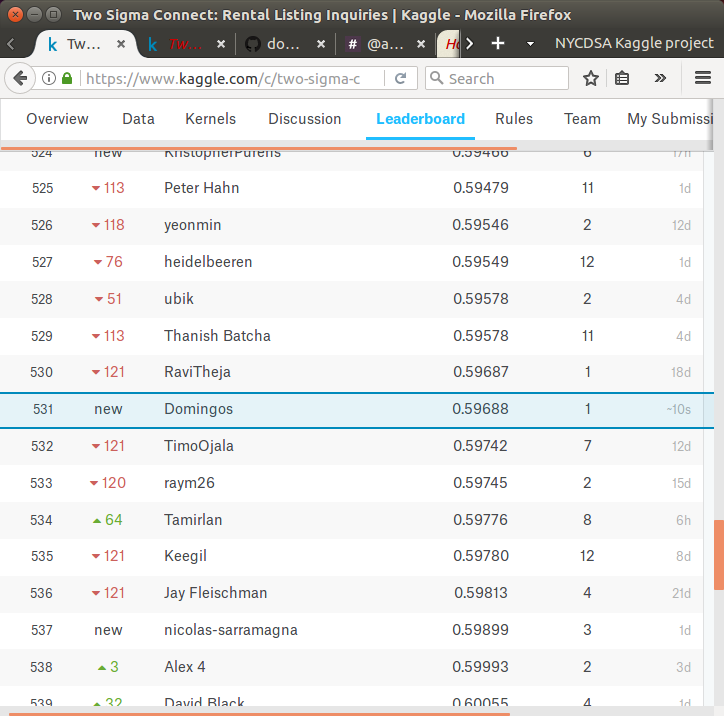 Two Sigma Connect: Rental Listing Inquiries | Kaggle - Mozilla Firefox
Tw… do… @a… NYCDSA Kaggle project
https://www.kaggle.com/c/two-sigma-c Search
Overview Data Kernels Discussion Leaderboard Rules Team My Submissi
524 new KristopherPurens 0.59466 6 17h
525 113 Peter Hahn 0.59479 11 1d
526 118 yeonmin 0.59546 2 12d
527 76 heidelbeeren 0.59549 12 1d
528 51 ubik 0.59578 2 4d
529 113 Thanish Batcha 0.59578 11 4d
530 121 RaviTheja 0.59687 1 18d
531 new Domingos 0.59688 1 -10s
532 121 TimoOjala 0.59742 7 12d
533 120 raym26 0.59745 2 15d
534 64 Tamirlan 0.59776 8 6h
535 121 Keegil 0.59780 12 8d
536 121 Jay Fleischman 0.59813 4 21d
537 new nicolas-sarramagna 0.59899 3 1d
538 3 Alex 4 0.59993 2 3d
539 32 David Black 0.60055 4 1d